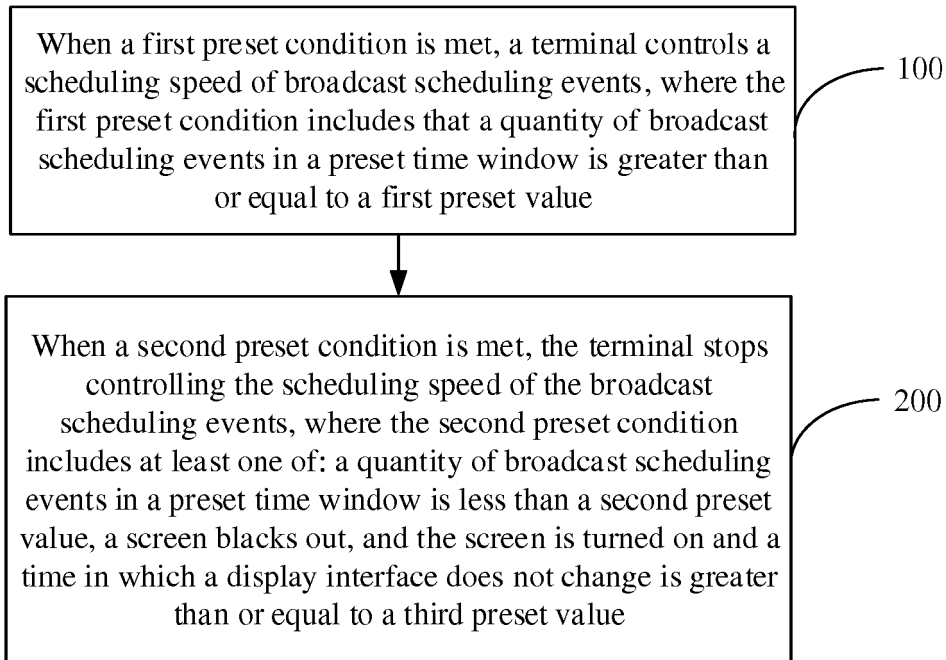 When a first preset condition is met, a terminal controls a
scheduling speed of broadcast scheduling events, where the
first preset condition includes that a quantity of broadcast
scheduling events in a preset time window is greater than
or equal to a first preset value
100
When a second preset condition is met, the terminal stops
controlling the scheduling speed of the broadcast
scheduling events, where the second preset condition
includes at least one of: a quantity of broadcast scheduling
events in a preset time window is less than a second preset
value, a screen blacks out, and the screen is turned on and a
time in which a display interface does not change is greater
than or equal to a third preset value
200